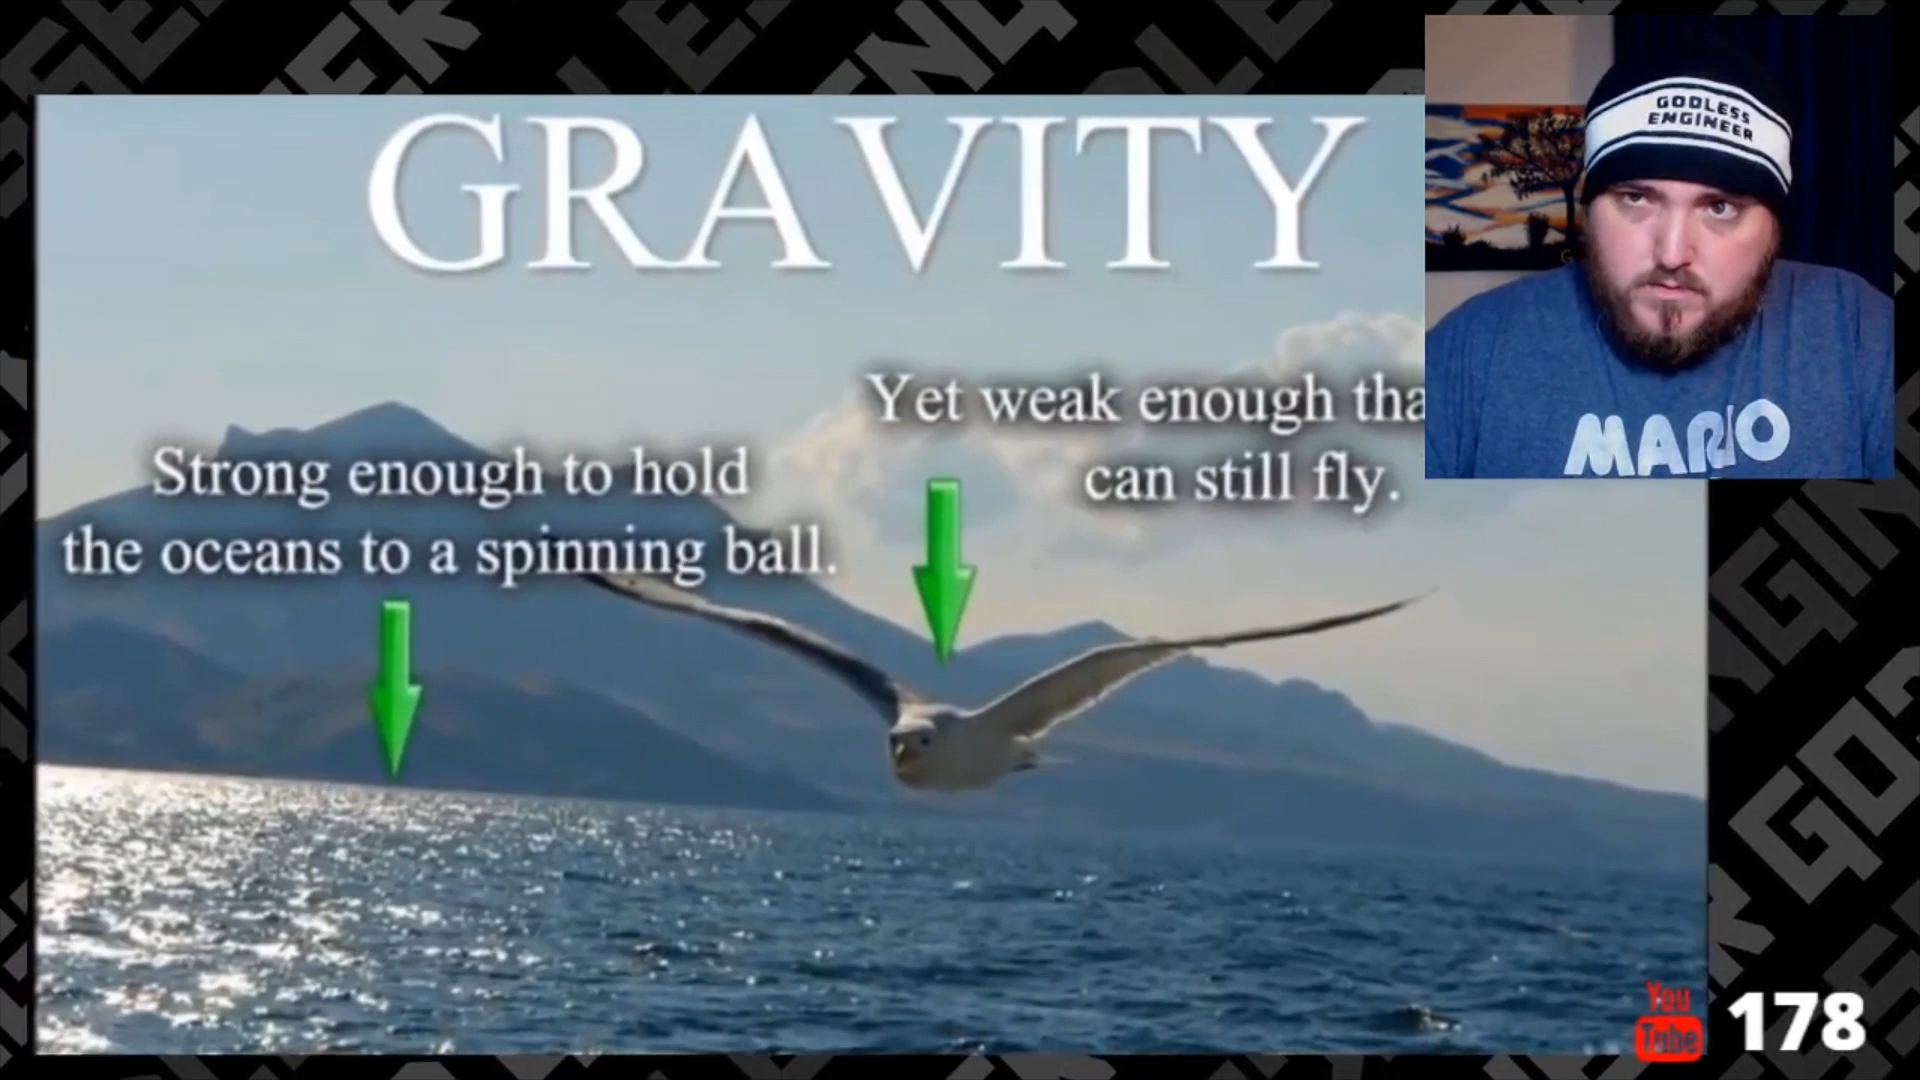 GRAVITY
Strong enough to hold
the oceans to a spinning ball.
Yet weak enough tha
can still fly.
GODLESS
ENGINEER
MARIO
You
Tube
178